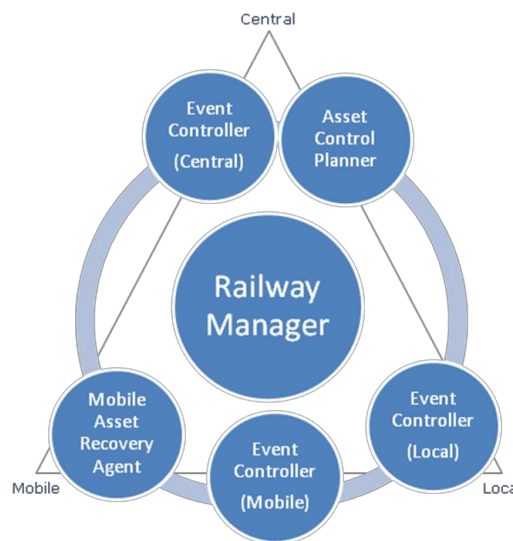 Central
Event
Controller
(Central)
Asset
Control
Planner
Railway
Manager
Mobile
Asset
Recovery
Agent
Event
Controller
(Mobile)
Event
Controller
(Local)
Mobile
Loca